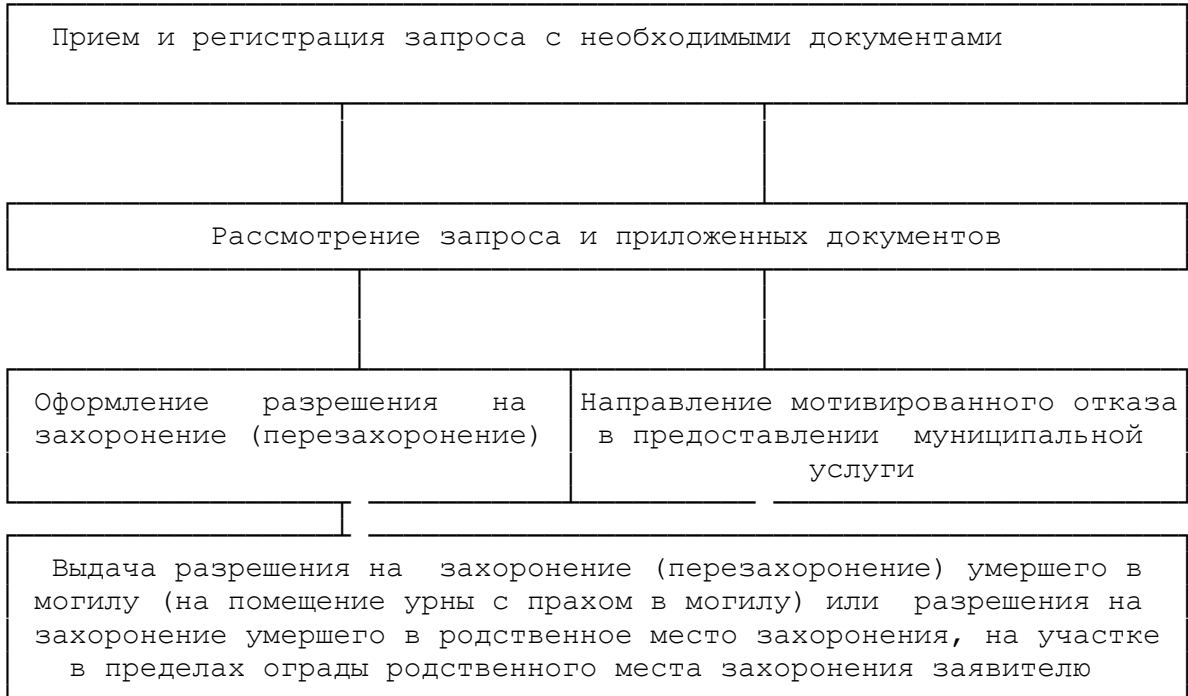 Прием и регистрация запроса с необходимыми документами
Рассмотрение запроса и приложенных документов
Оформление разрешения на
захоронение (перезахоронение)
Направление мотивированного отказа
в предоставлении муниципальной
услуги
Выдача разрешения на захоронение (перезахоронение) умершего в
могилу (на помещение урны с прахом в могилу) или разрешения на
захоронение умершего в родственное место захоронения, на участке
в пределах ограды родственного места захоронения заявителю